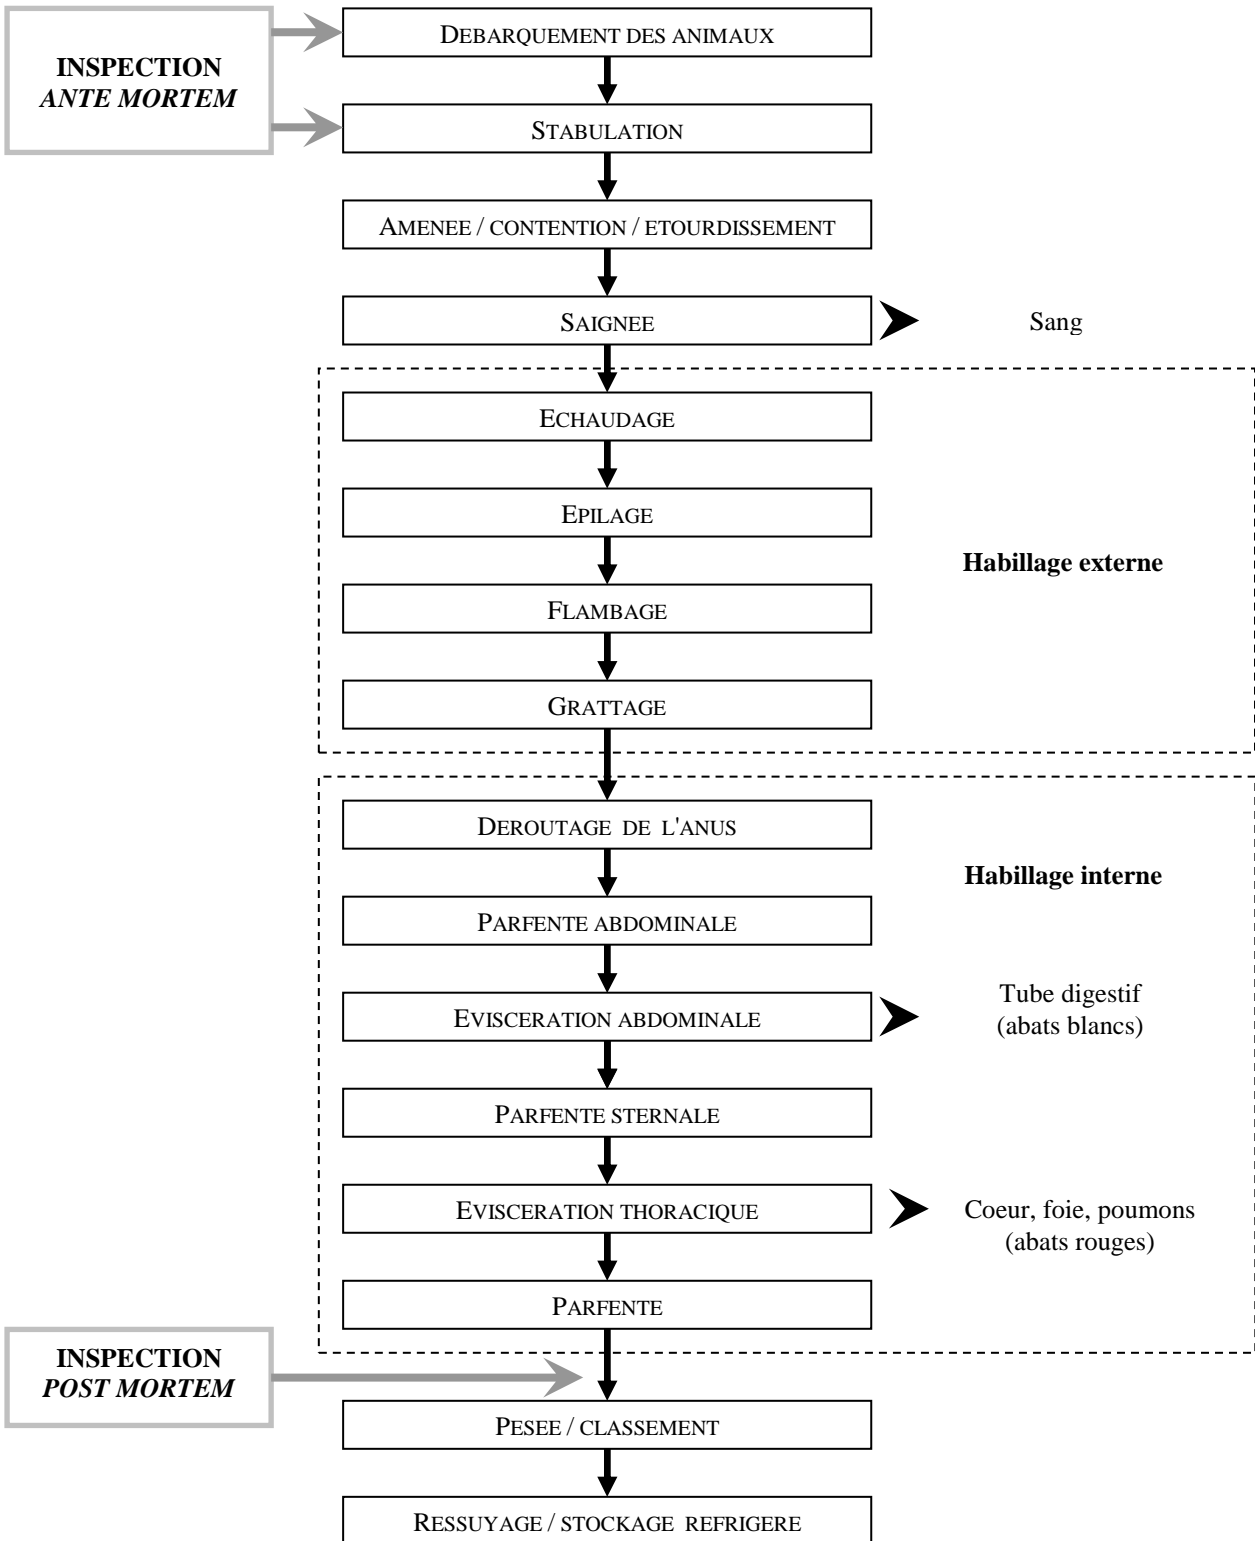 DEBARQUEMENT DES ANIMAUX
INSPECTION
ANTE MORTEM
STABULATION
AMENEE / CONTENTION / ETOURDISSEMENT
SAIGNEE
Sang
ECHAUDAGE
EPILAGE
Habillage externe
FLAMBAGE
GRATTAGE
DEROUTAGE DE L'ANUS
Habillage interne
PARFENTE ABDOMINALE
EVISCERATION ABDOMINALE
Tube digestif
(abats blancs)
PARFENTE STERNALE
EVISCERATION THORACIQUE
Coeur, foie, poumons
(abats rouges)
PARFENTE
INSPECTION
POST MORTEM
PESEE / CLASSEMENT
RESSUYAGE / STOCKAGE REFRIGERE